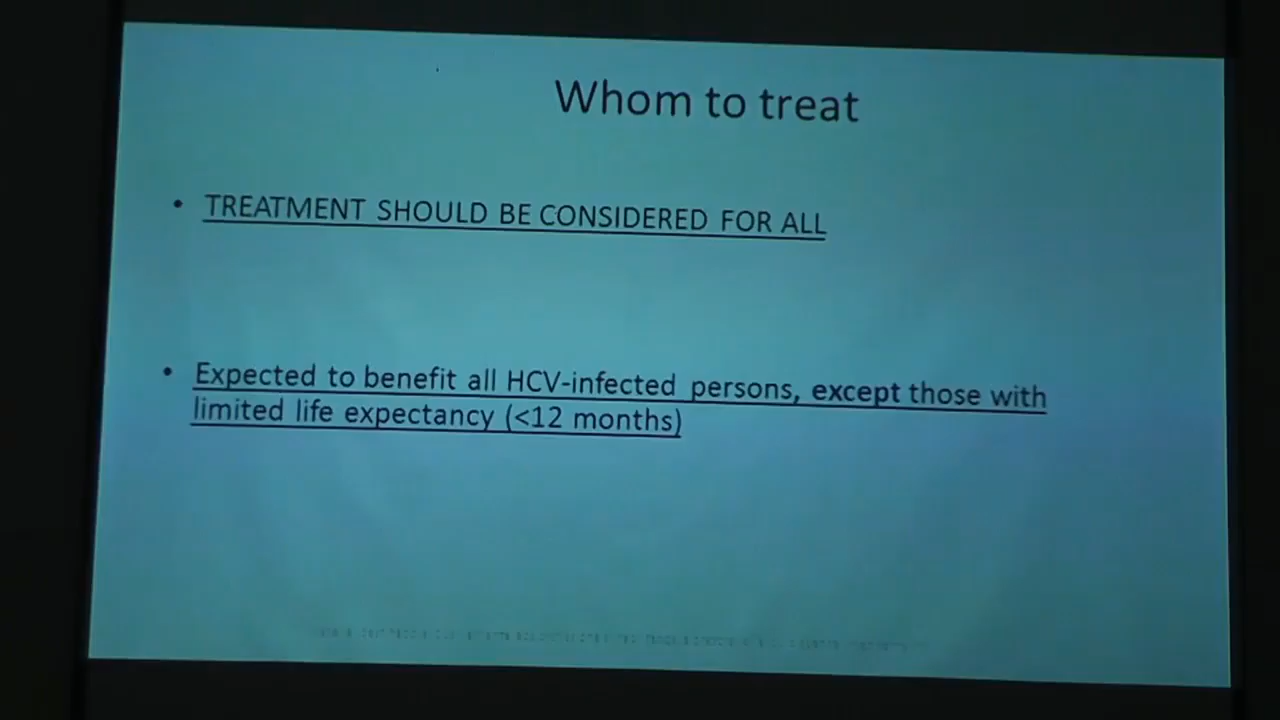 Whom to treat
• TREATMENT SHOULD BE CONSIDERED FOR ALL
• Expected to benefit all HCV-infected persons, except those with
limited life expectancy (<12 months)